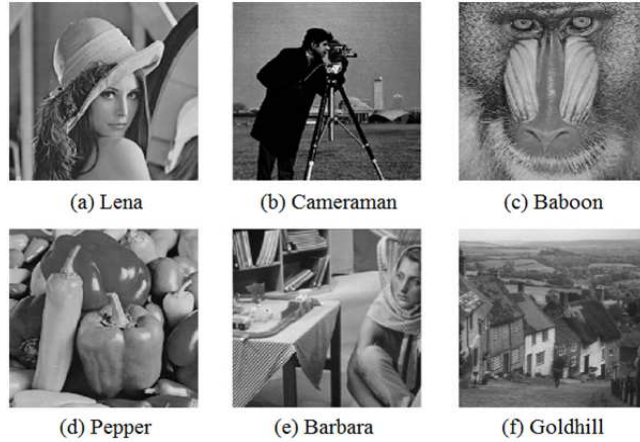 (a) Lena
(b) Cameraman
(c) Baboon
(d) Pepper
(e) Barbara
(f) Goldhill